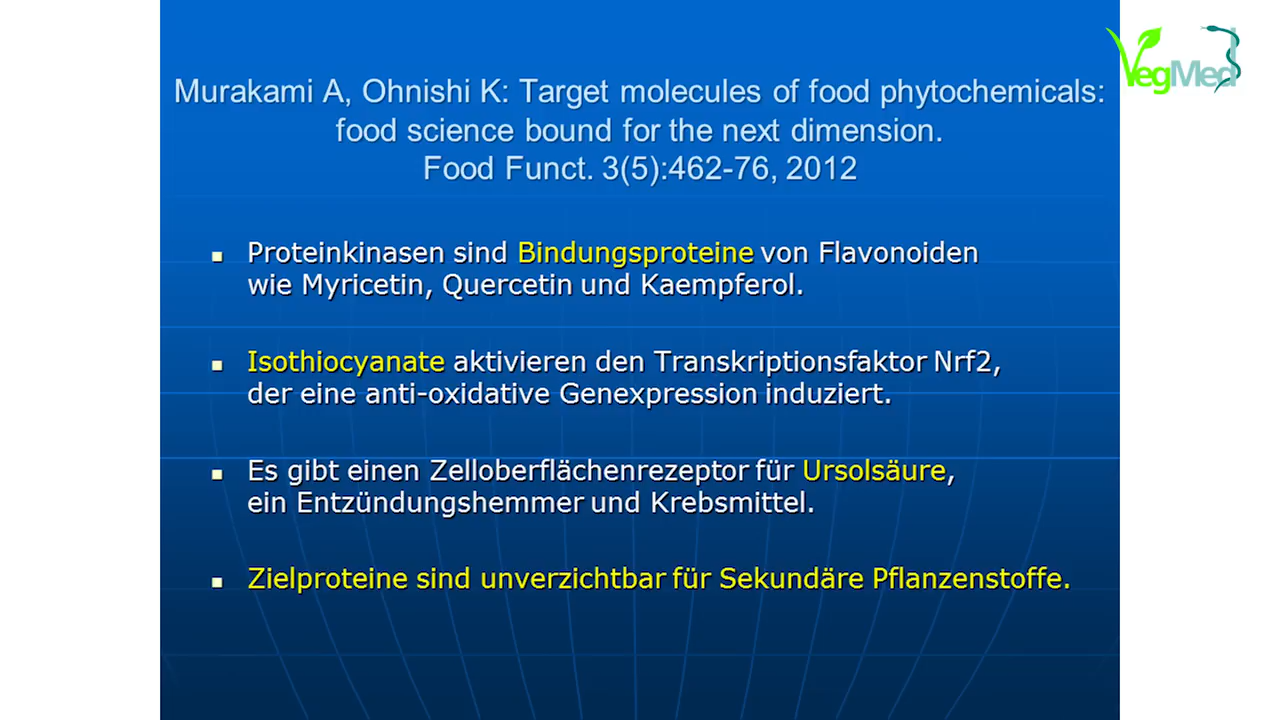 VegMed
Murakami A, Ohnishi K: Target molecules of food phytochemicals:
food science bound for the next dimension.
Food Funct. 3(5):462-76, 2012
Proteinkinasen sind Bindungsproteine von Flavonoiden
wie Myricetin, Quercetin und Kaempferol.
Isothiocyanate aktivieren den Transkriptionsfaktor Nrf2,
der eine anti-oxidative Genexpression induziert.
Es gibt einen Zelloberflächenrezeptor für Ursolsäure,
ein Entzündungshemmer und Krebsmittel.
Zielproteine sind unverzichtbar für Sekundäre Pflanzenstoffe.